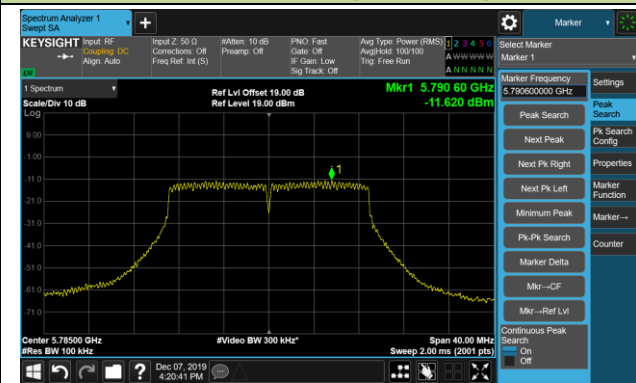 Spectrum Analyzer 1
Swept SA
Marker
KEYSIGHT
Input: RF
Coupling: DC
Align: Auto
Input Z: 50 Ω
Corrections: Off
Freq Ref: Int (S)
#Atten: 10 dB
Preamp: Off
PNO: Fast
Gate: Off
IF Gain: Low
Sig Track: Off
Avg Type: Power (RMS)
Avg|Hold: 100/100
Trig: Free Run
1 2 3 4 5 6
A W W W W W
A N N N N N
LXI
Select Marker
Marker 1
1 Spectrum
Scale/Div 10 dB
Log
Ref Lvl Offset 19.00 dB
Ref Level 19.00 dBm
Mkr1 5.790 60 GHz
-11.620 dBm
9.00
-1.00
-11.0
-21.0
-31.0
-41.0
-51.0
-61.0
-71.0
1
Center 5.78500 GHz
#Res BW 100 kHz
#Video BW 300 kHz*
Span 40.00 MHz
Sweep 2.00 ms (2001 pts)
Marker Frequency
5.790600000 GHz
Peak Search
Next Peak
Next Pk Right
Next Pk Left
Minimum Peak
Pk-Pk Search
Marker Delta
Mkr→CF
Mkr→Ref Lvl
Continuous Peak
Search
On
Off
Settings
Peak
Search
Pk Search
Config
Properties
Marker
Function
Marker→
Counter
?
Dec 07, 2019
4:20:41 PM